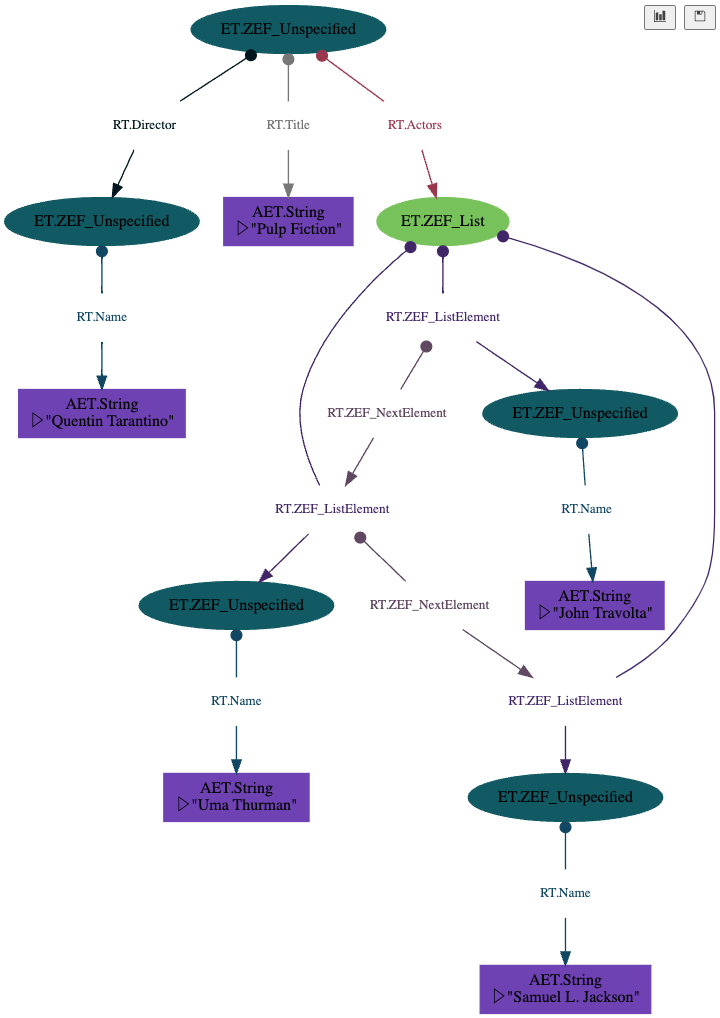 ET.ZEF_Unspecified
RT.Director
RT.Title
RT.Actors
ET.ZEF_Unspecified
AET.String
▷"Pulp Fiction"
ET.ZEF_List
RT.Name
RT.ZEF_ListElement
AET.String
▷"Quentin Tarantino"
RT.ZEF_NextElement
ET.ZEF_Unspecified
RT.ZEF_ListElement
RT.Name
ET.ZEF_Unspecified
RT.ZEF_NextElement
AET.String
▷"John Travolta"
RT.Name
RT.ZEF_ListElement
AET.String
▷"Uma Thurman"
ET.ZEF_Unspecified
RT.Name
AET.String
▷"Samuel L. Jackson"